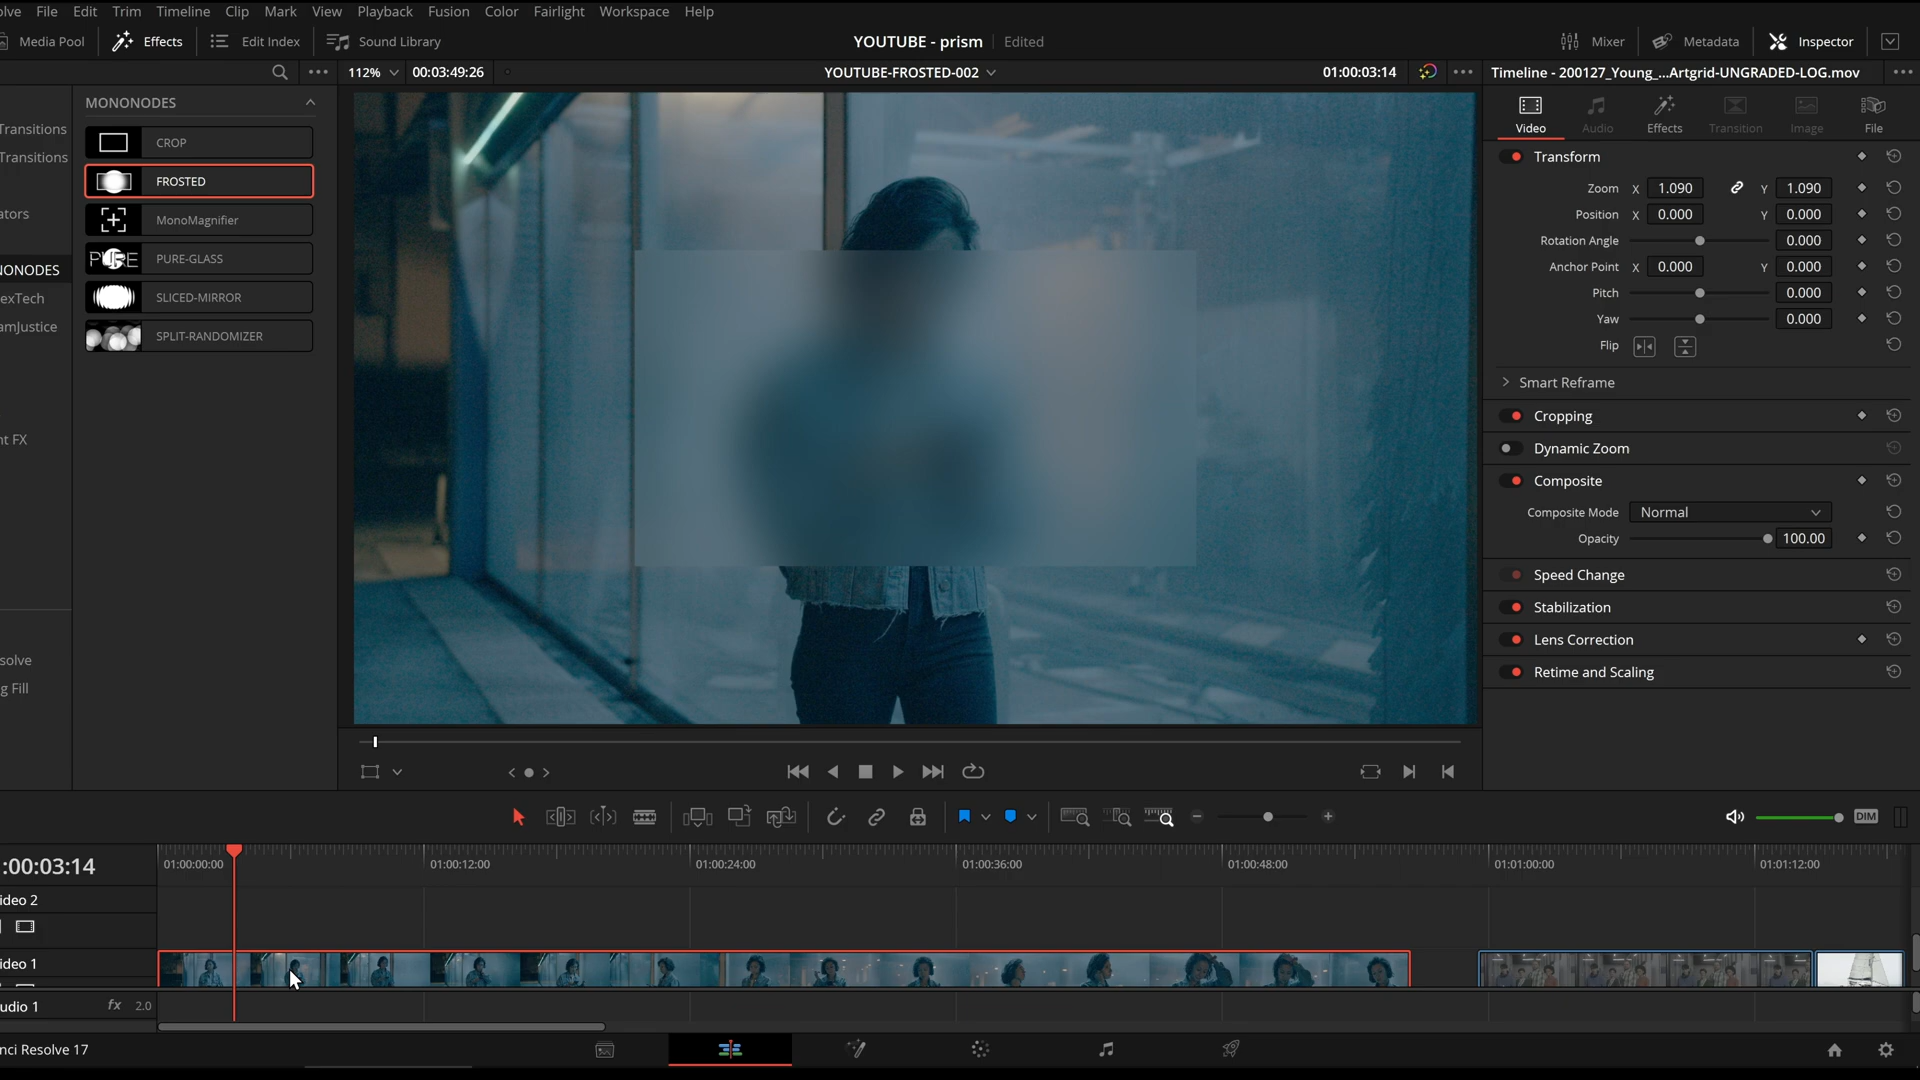 olve File Edit Trim Timeline Clip Mark View Playback Fusion Color Fairlight Workspace Help
Media Pool Effects Edit Index Sound Library YOUTUBE - prism Edited Mixer Metadata Inspector
112% 00:03:49:26 YOUTUBE-FROSTED-002 01:00:03:14 Timeline - 200127_Young_...Artgrid-UNGRADED-LOG.mov
MONONODES
Transitions
Transitions
ators
IONODES
exTech
amJustice
nt FX
solve
g Fill
CROP
FROSTED
MonoMagnifier
PURE PURE-GLASS
SLICED-MIRROR
SPLIT-RANDOMIZER
Video Audio Effects Transition Image File
Transform
Zoom X 1.090 Y 1.090
Position X 0.000 Y 0.000
Rotation Angle 0.000
Anchor Point X 0.000 Y 0.000
Pitch 0.000
Yaw 0.000
Flip
Smart Reframe
Cropping
Dynamic Zoom
Composite
Composite Mode Normal
Opacity 100.00
Speed Change
Stabilization
Lens Correction
Retime and Scaling
DIM
:00:03:14 01:00:00:00 01:00:12:00 01:00:24:00 01:00:36:00 01:00:48:00 01:01:00:00 01:01:12:00
ideo 2
ideo 1
udio 1 fx 2.0
nci Resolve 17